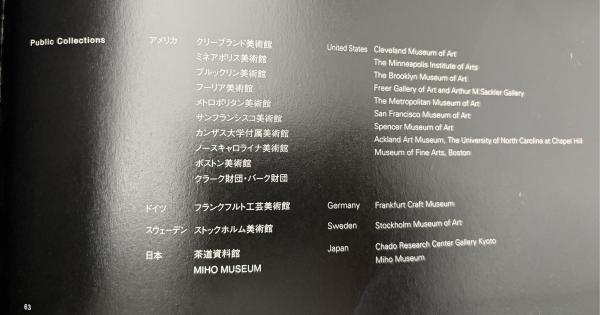 Public Collections
アメリカ
クリーブランド美術館
ミネアポリス美術館
ブルックリン美術館
フーリア美術館
メトロポリタン美術館
サンフランシスコ美術館
カンザス大学付属美術館
ノースキャロライナ美術館
ボストン美術館
クラーク財団・バーク財団
ドイツ
フランクフルト工芸美術館
スウェーデン
ストックホルム美術館
日本
茶道資料館
MIHO MUSEUM
United States
Cleveland Museum of Art
The Minneapolis Institute of Arts
The Brooklyn Museum of Art
Freer Gallery of Art and Arthur M.Sackler Gallery
The Metropolitan Museum of Art
San Francisco Museum of Art
Spencer Museum of Art
Ackland Art Museum, The University of North Carolina at Chapel Hill
Museum of Fine Arts, Boston
Germany
Frankfurt Craft Museum
Sweden
Stockholm Museum of Art
Japan
Chado Research Center Gallery Kyoto
Miho Museum
63